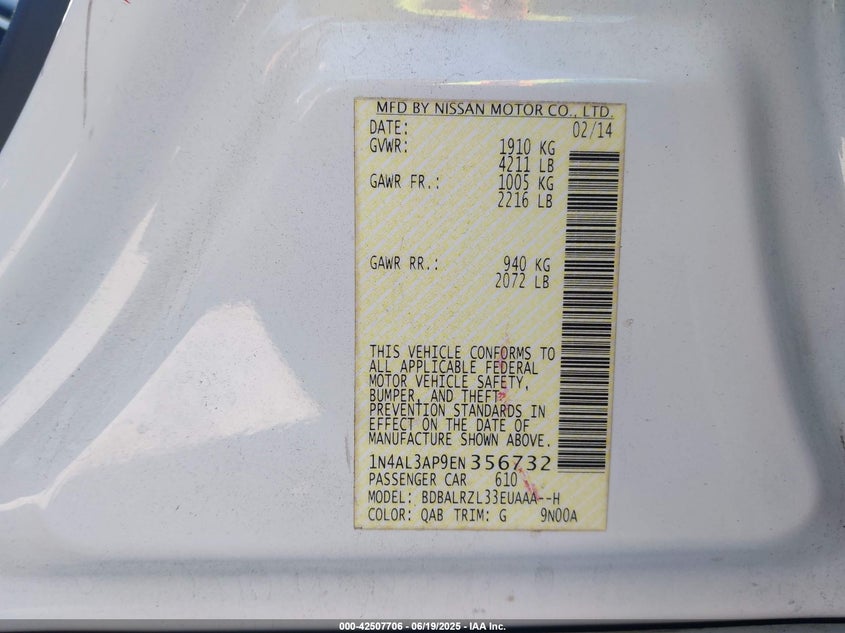 MFD BY NISSAN MOTOR CO., LTD.
DATE: 02/14
GVWR: 1910 KG
4211 LB
GAWR FR.: 1005 KG
2216 LB
GAWR RR.: 940 KG
2072 LB
THIS VEHICLE CONFORMS TO
ALL APPLICABLE FEDERAL
MOTOR VEHICLE SAFETY,
BUMPER, AND THEFT
PREVENTION STANDARDS IN
EFFECT ON THE DATE OF
MANUFACTURE SHOWN ABOVE.
1N4AL3AP9EN356732
PASSENGER CAR 610
MODEL: BDBALRZL33EUAAA--H
COLOR: QAB TRIM: G 9N00A
000-42507706 - 06/19/2025 - IAA Inc.